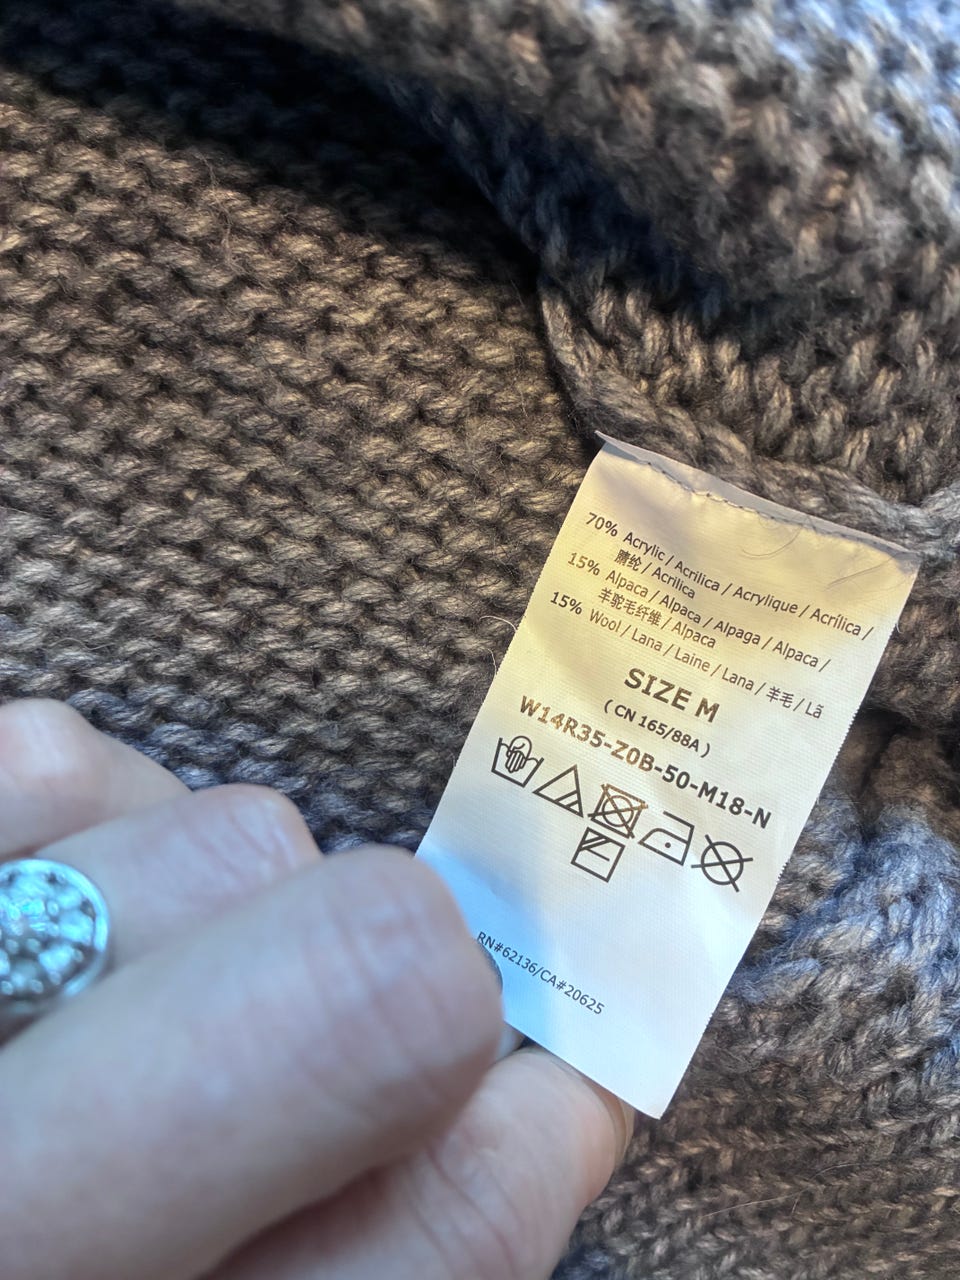 70% Acrylic / Acrilica / Acrylique / Acrílica /
腈纶 / Acrilica
15% Alpaca / Alpaca / Alpaga / Alpaca /
羊驼毛纤维 / Alpaca
15% Wool / Lana / Laine / Lana / 羊毛 / Lã
SIZE M
( CN 165/88A )
W14R35-Z0B-50-M18-N
RN#62136/CA#20625